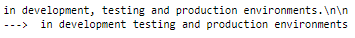 in development, testing and production environments.\n\n
---> in development testing and production environments